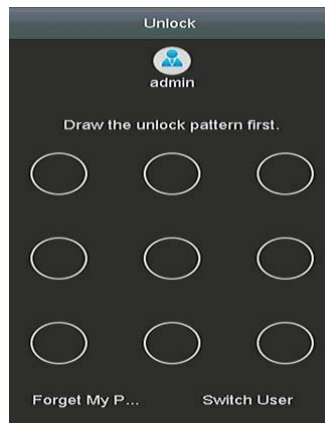 Unlock
admin
Draw the unlock pattern first.
Forget My P...
Switch User